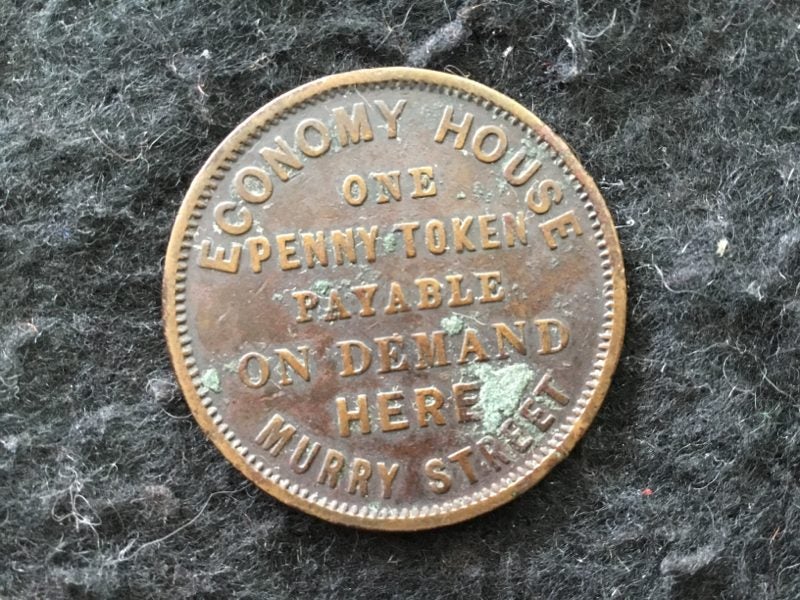 ECONOMY HOUSE
ONE
PENNY TOKEN
PAYABLE
ON DEMAND
HERE
MURRY STREET